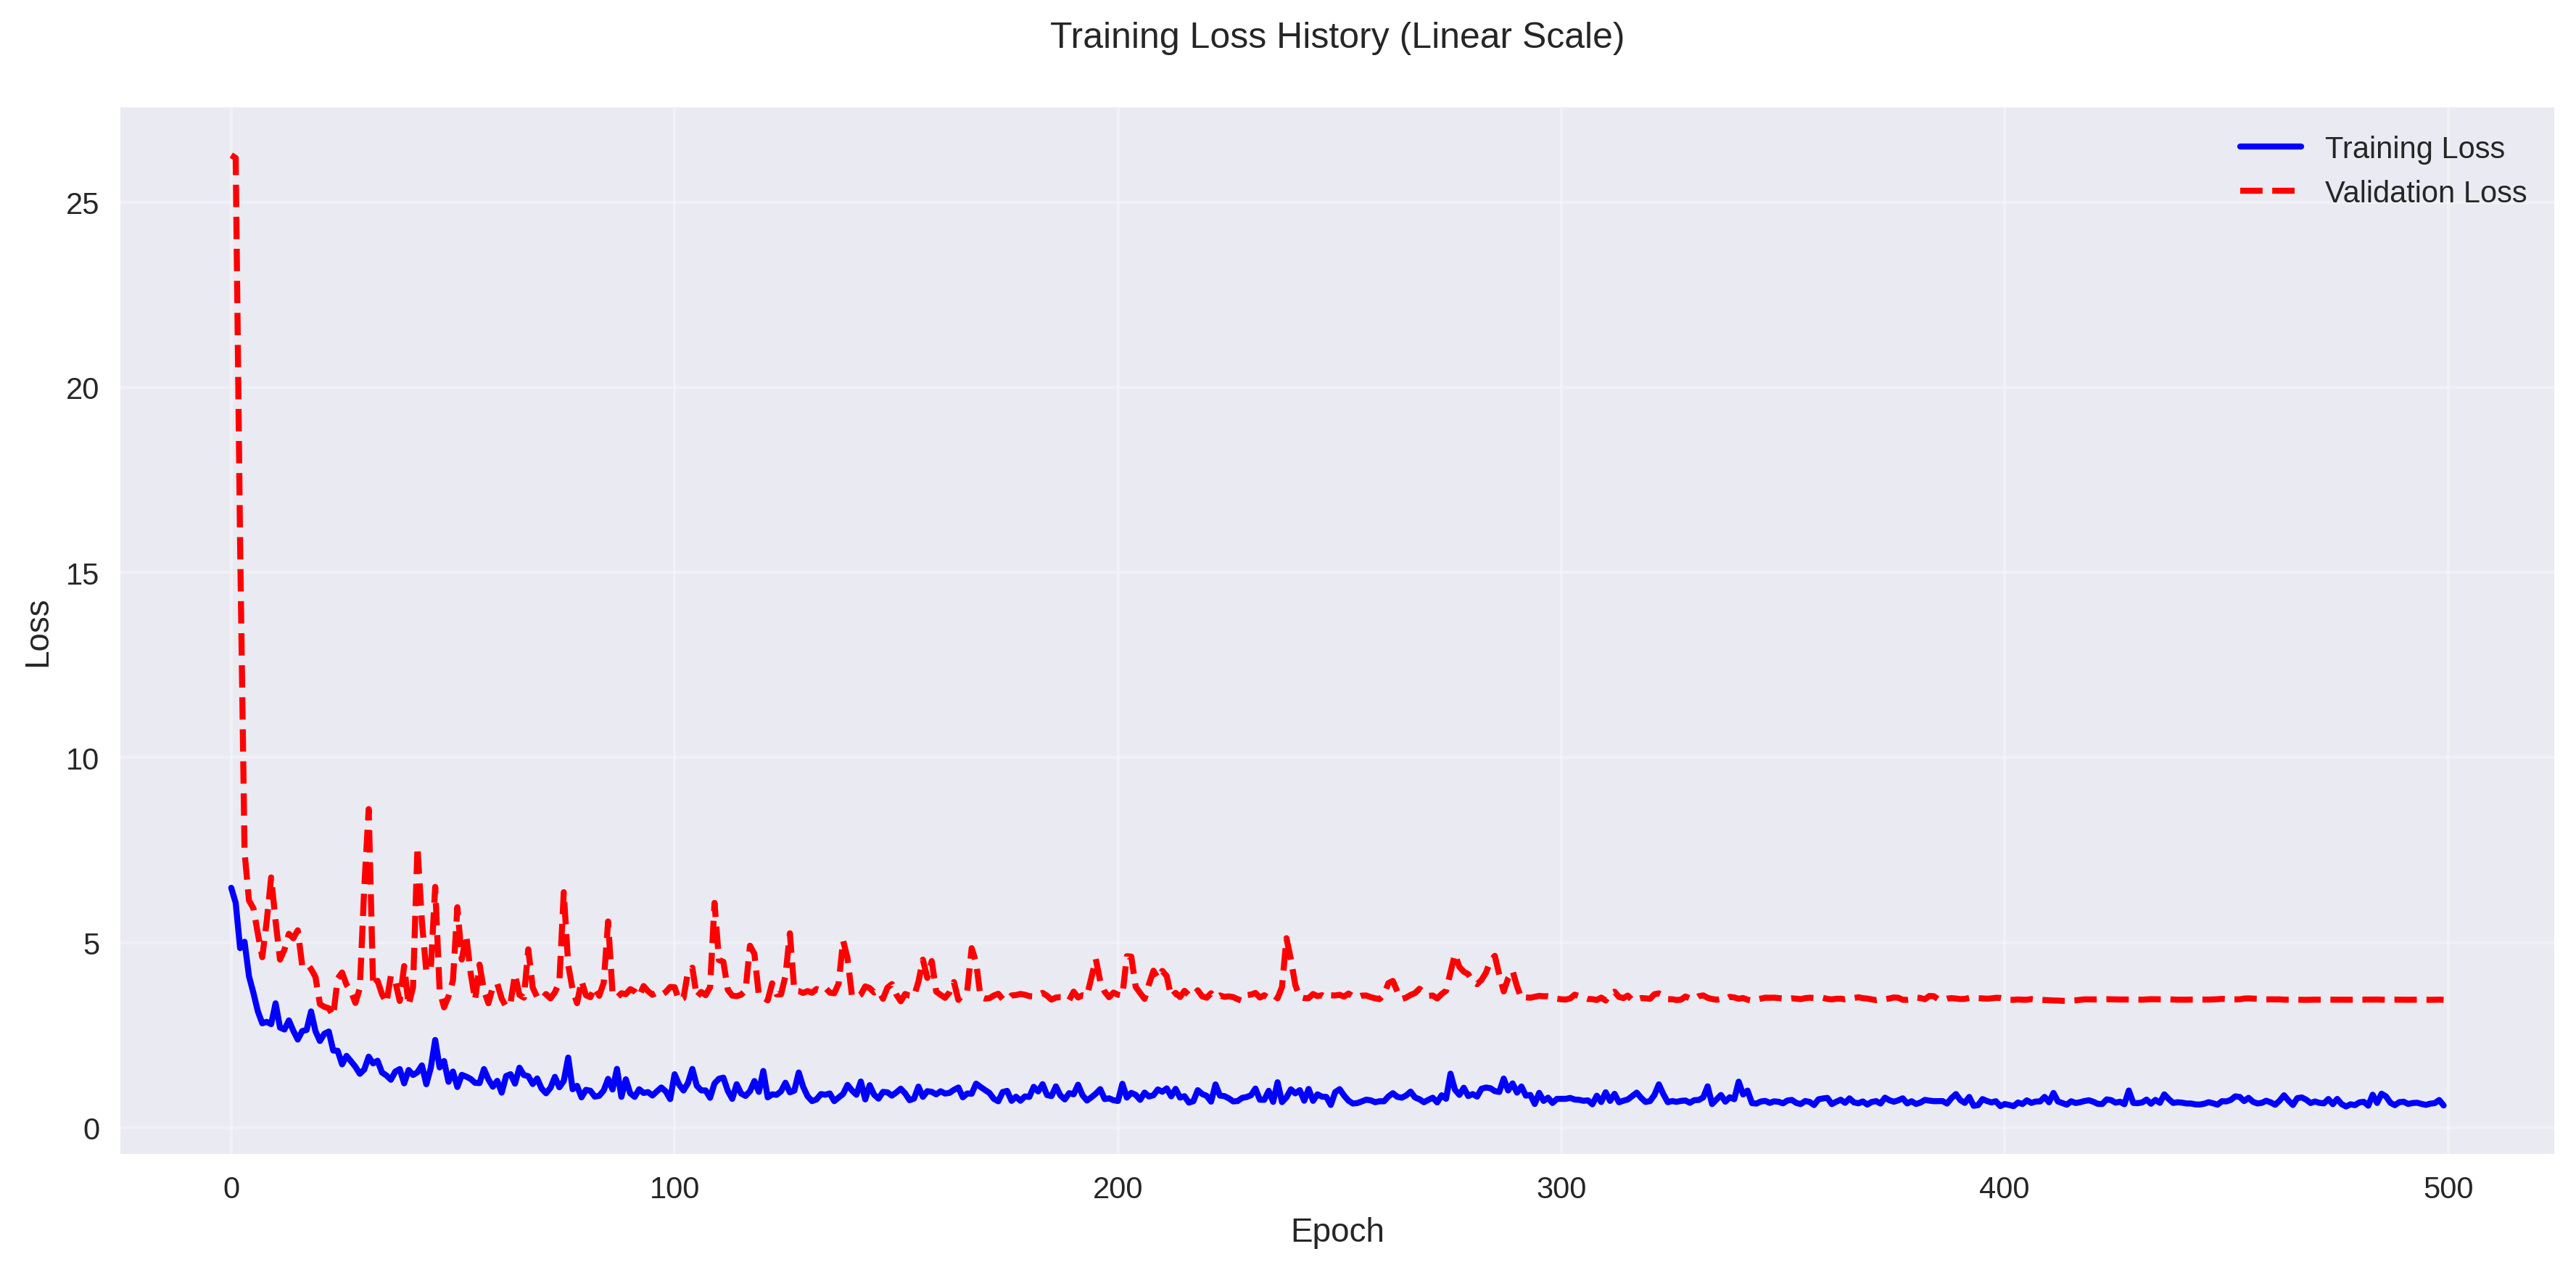 Training Loss History (Linear Scale)
Training Loss
Validation Loss
25
20
15
10
5
0
Loss
0 100 200 300 400 500
Epoch